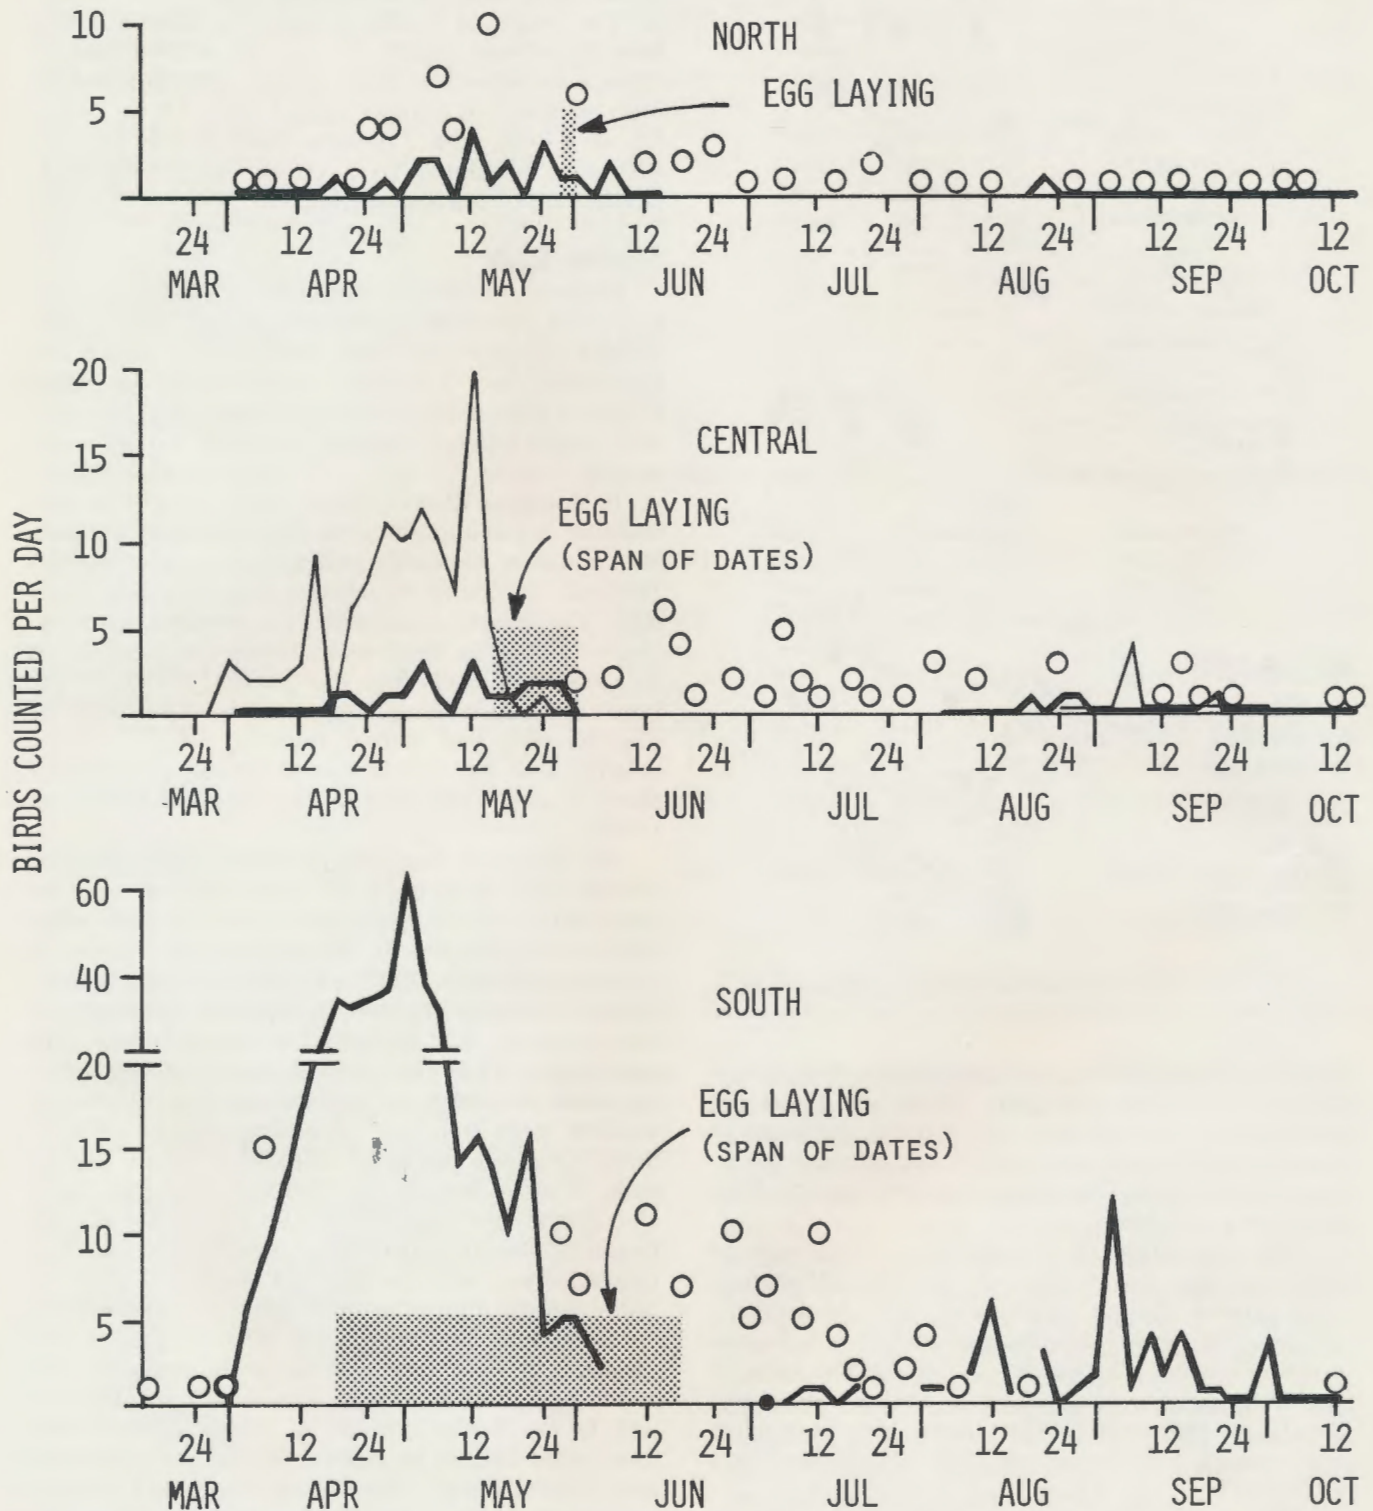 BIRDS COUNTED PER DAY
10
NORTH
EGG LAYING
5
24 12 24 12 24 12 24 12 24 12 24 12 24 12
MAR APR MAY JUN JUL AUG SEP OCT
20
CENTRAL
15
EGG LAYING
(SPAN OF DATES)
10
5
24 12 24 12 24 12 24 12 24 12 24 12 24 12
MAR APR MAY JUN JUL AUG SEP OCT
60
40
SOUTH
20
EGG LAYING
(SPAN OF DATES)
15
10
5
24 12 24 12 24 12 24 12 24 12 24 12 24 12
MAR APR MAY JUN JUL AUG SEP OCT